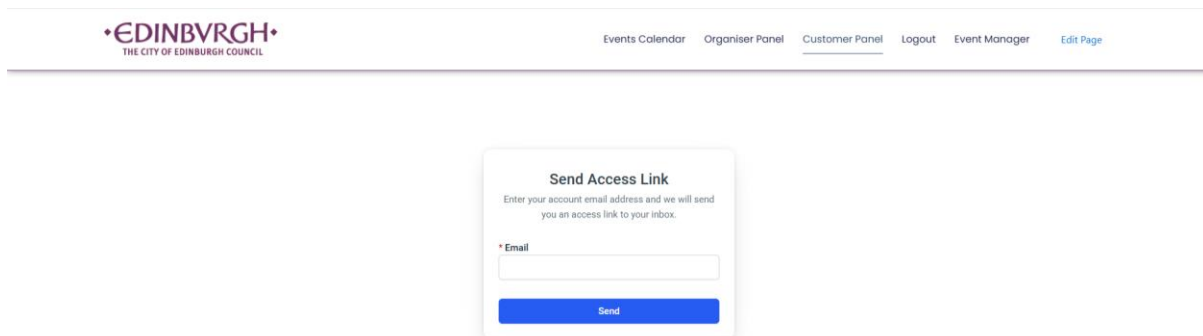 •EDINBVRGH•
THE CITY OF EDINBURGH COUNCIL
Events Calendar Organiser Panel Customer Panel Logout Event Manager Edit Page
Send Access Link
Enter your account email address and we will send
you an access link to your inbox.
* Email
Send